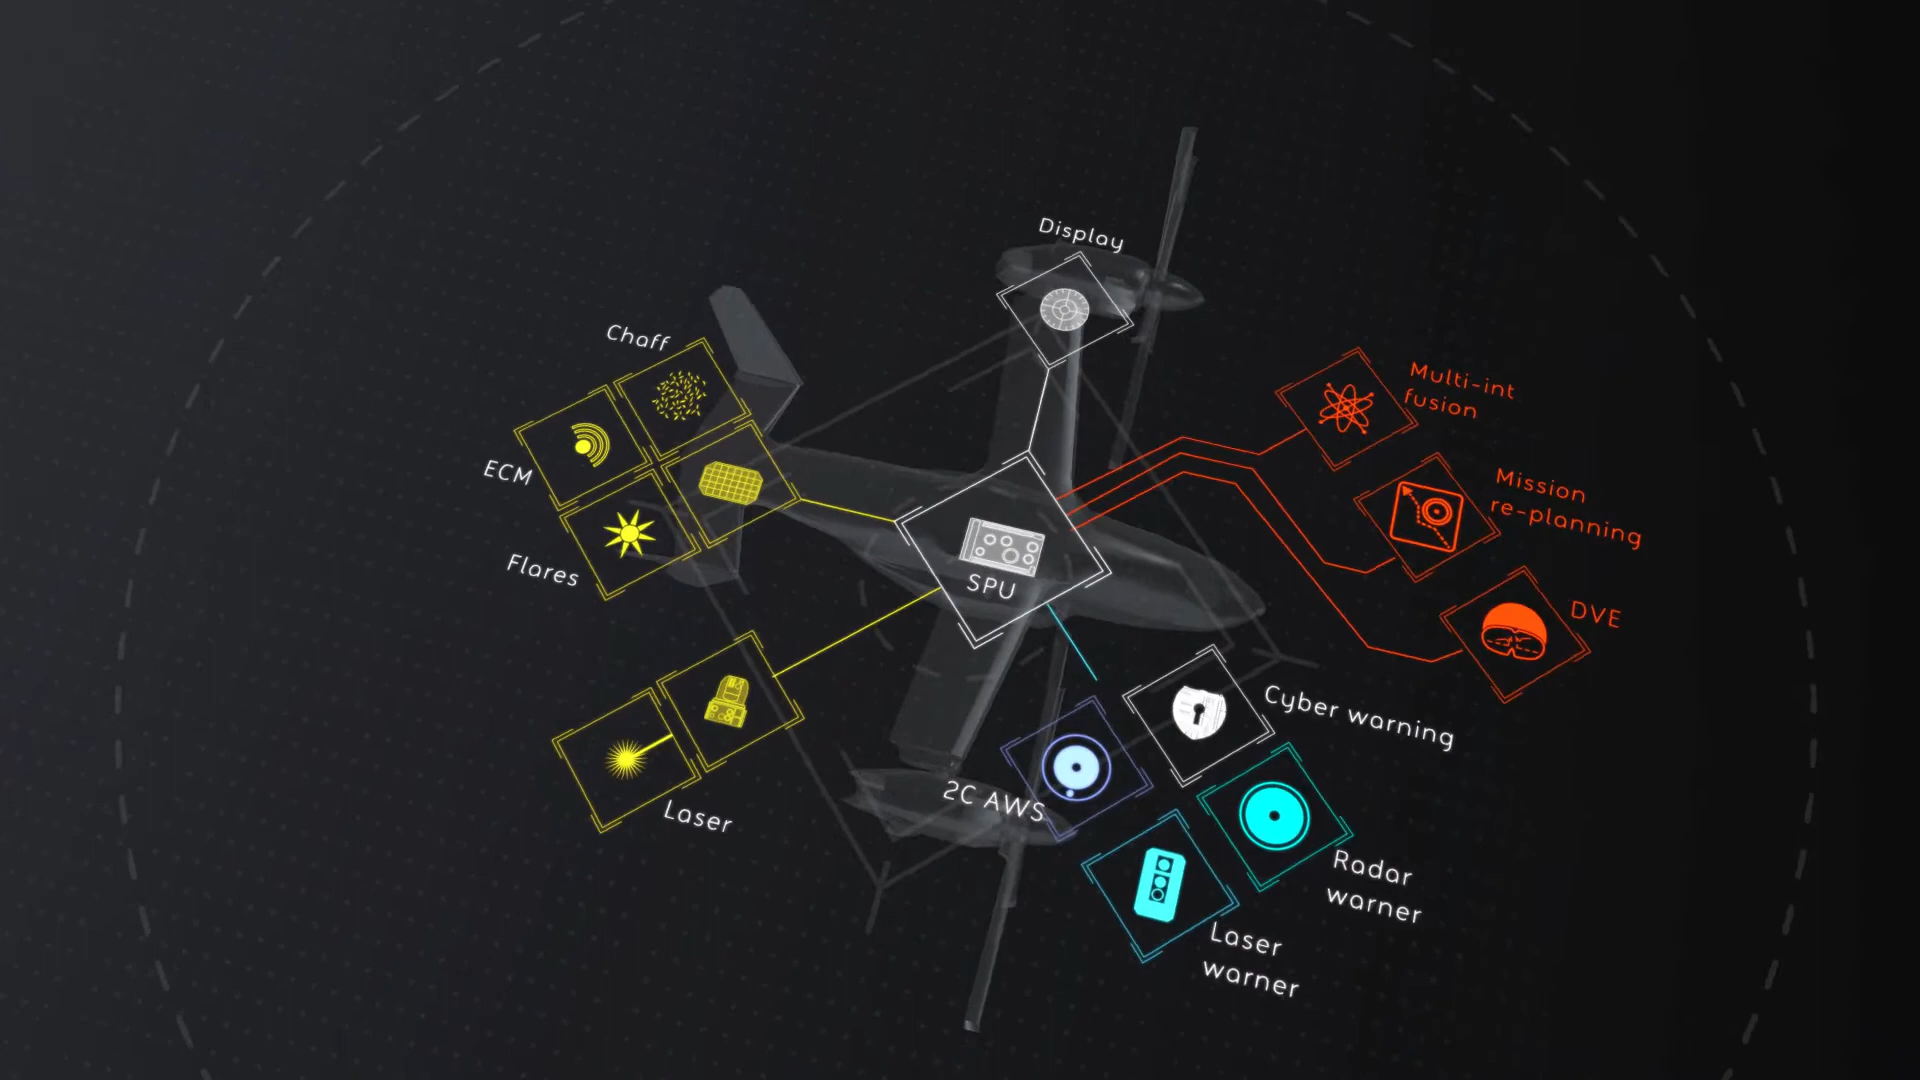 Display
Chaff
ECM
Flares
Laser
SPU
Multi-int
fusion
Mission
re-planning
DVE
Cyber warning
2C AWS
Radar
warner
Laser
warner